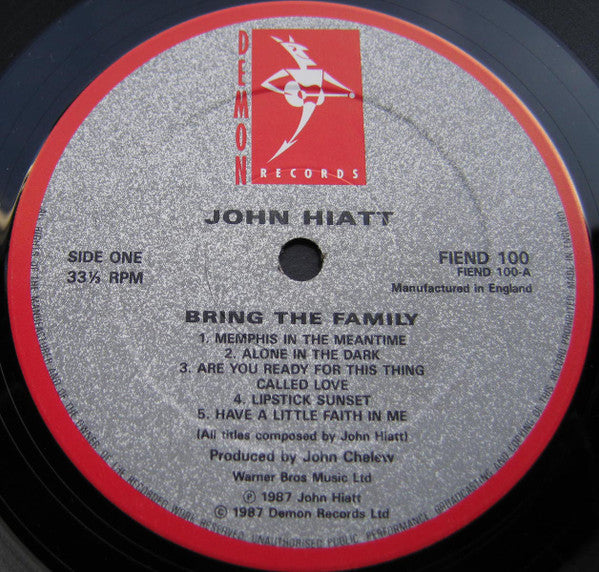 DEMON
RECORDS
JOHN HIATT
SIDE ONE
33⅓ RPM
FIEND 100
FIEND 100-A
Manufactured in England
BRING THE FAMILY
1. MEMPHIS IN THE MEANTIME
2. ALONE IN THE DARK
3. ARE YOU READY FOR THIS THING
CALLED LOVE
4. LIPSTICK SUNSET
5. HAVE A LITTLE FAITH IN ME
(All titles composed by John Hiatt)
Produced by John Chelew
Warner Bros Music Ltd
Ⓟ 1987 John Hiatt
© 1987 Demon Records Ltd
WORK RESERVED. UNAUTHORISED PUBLIC PERFORMANCE, BROADCASTING AND